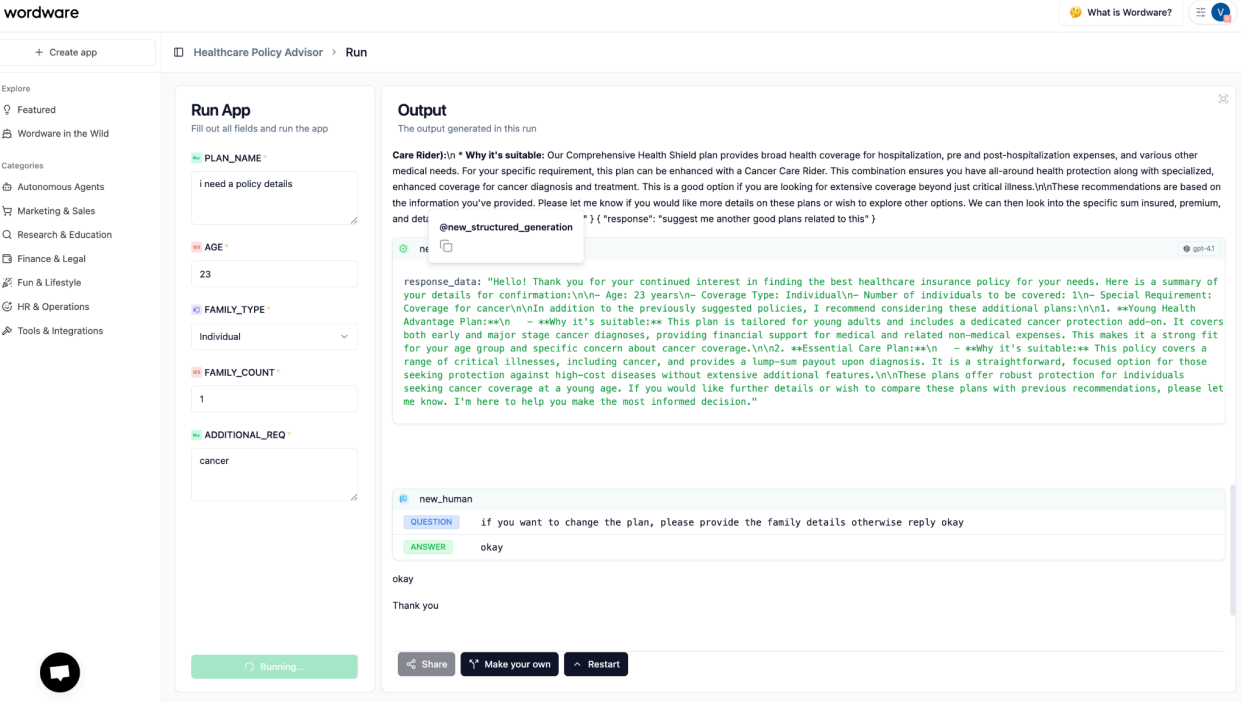 wordware
🤔 What is Wordware?
V
+ Create app
Healthcare Policy Advisor > Run
Explore
Featured
Wordware in the Wild
Categories
Autonomous Agents
Marketing & Sales
Research & Education
Finance & Legal
Fun & Lifestyle
HR & Operations
Tools & Integrations
Run App
Fill out all fields and run the app
PLAN_NAME*
i need a policy details
AGE*
23
FAMILY_TYPE*
Individual
FAMILY_COUNT*
1
ADDITIONAL_REQ*
cancer
Running...
Output
The output generated in this run
Care Rider):\n * Why it's suitable: Our Comprehensive Health Shield plan provides broad health coverage for hospitalization, pre and post-hospitalization expenses, and various other
medical needs. For your specific requirement, this plan can be enhanced with a Cancer Care Rider. This combination ensures you have all-around health protection along with specialized,
enhanced coverage for cancer diagnosis and treatment. This is a good option if you are looking for extensive coverage beyond just critical illness.\n\nThese recommendations are based on
the information you've provided. Please let me know if you would like more details on these plans or wish to explore other options. We can then look into the specific sum insured, premium,
and deta " } { "response": "suggest me another good plans related to this" }
@new_structured_generation
ne
gpt-4.1
response_data: "Hello! Thank you for your continued interest in finding the best healthcare insurance policy for your needs. Here is a summary of
your details for confirmation:\n\n– Age: 23 years\n– Coverage Type: Individual\n– Number of individuals to be covered: 1\n– Special Requirement:
Coverage for cancer\n\nIn addition to the previously suggested policies, I recommend considering these additional plans:\n\n1. **Young Health
Advantage Plan:**\n   – **Why it's suitable:** This plan is tailored for young adults and includes a dedicated cancer protection add-on. It covers
both early and major stage cancer diagnoses, providing financial support for medical and related non-medical expenses. This makes it a strong fit
for your age group and specific concern about cancer coverage.\n\n2. **Essential Care Plan:**\n   – **Why it's suitable:** This policy covers a
range of critical illnesses, including cancer, and provides a lump-sum payout upon diagnosis. It is a straightforward, focused option for those
seeking protection against high-cost diseases without extensive additional features.\n\nThese plans offer robust protection for individuals
seeking cancer coverage at a young age. If you would like further details or wish to compare these plans with previous recommendations, please let
me know. I'm here to help you make the most informed decision."
new_human
QUESTION if you want to change the plan, please provide the family details otherwise reply okay
ANSWER okay
okay
Thank you
Share
Make your own
Restart